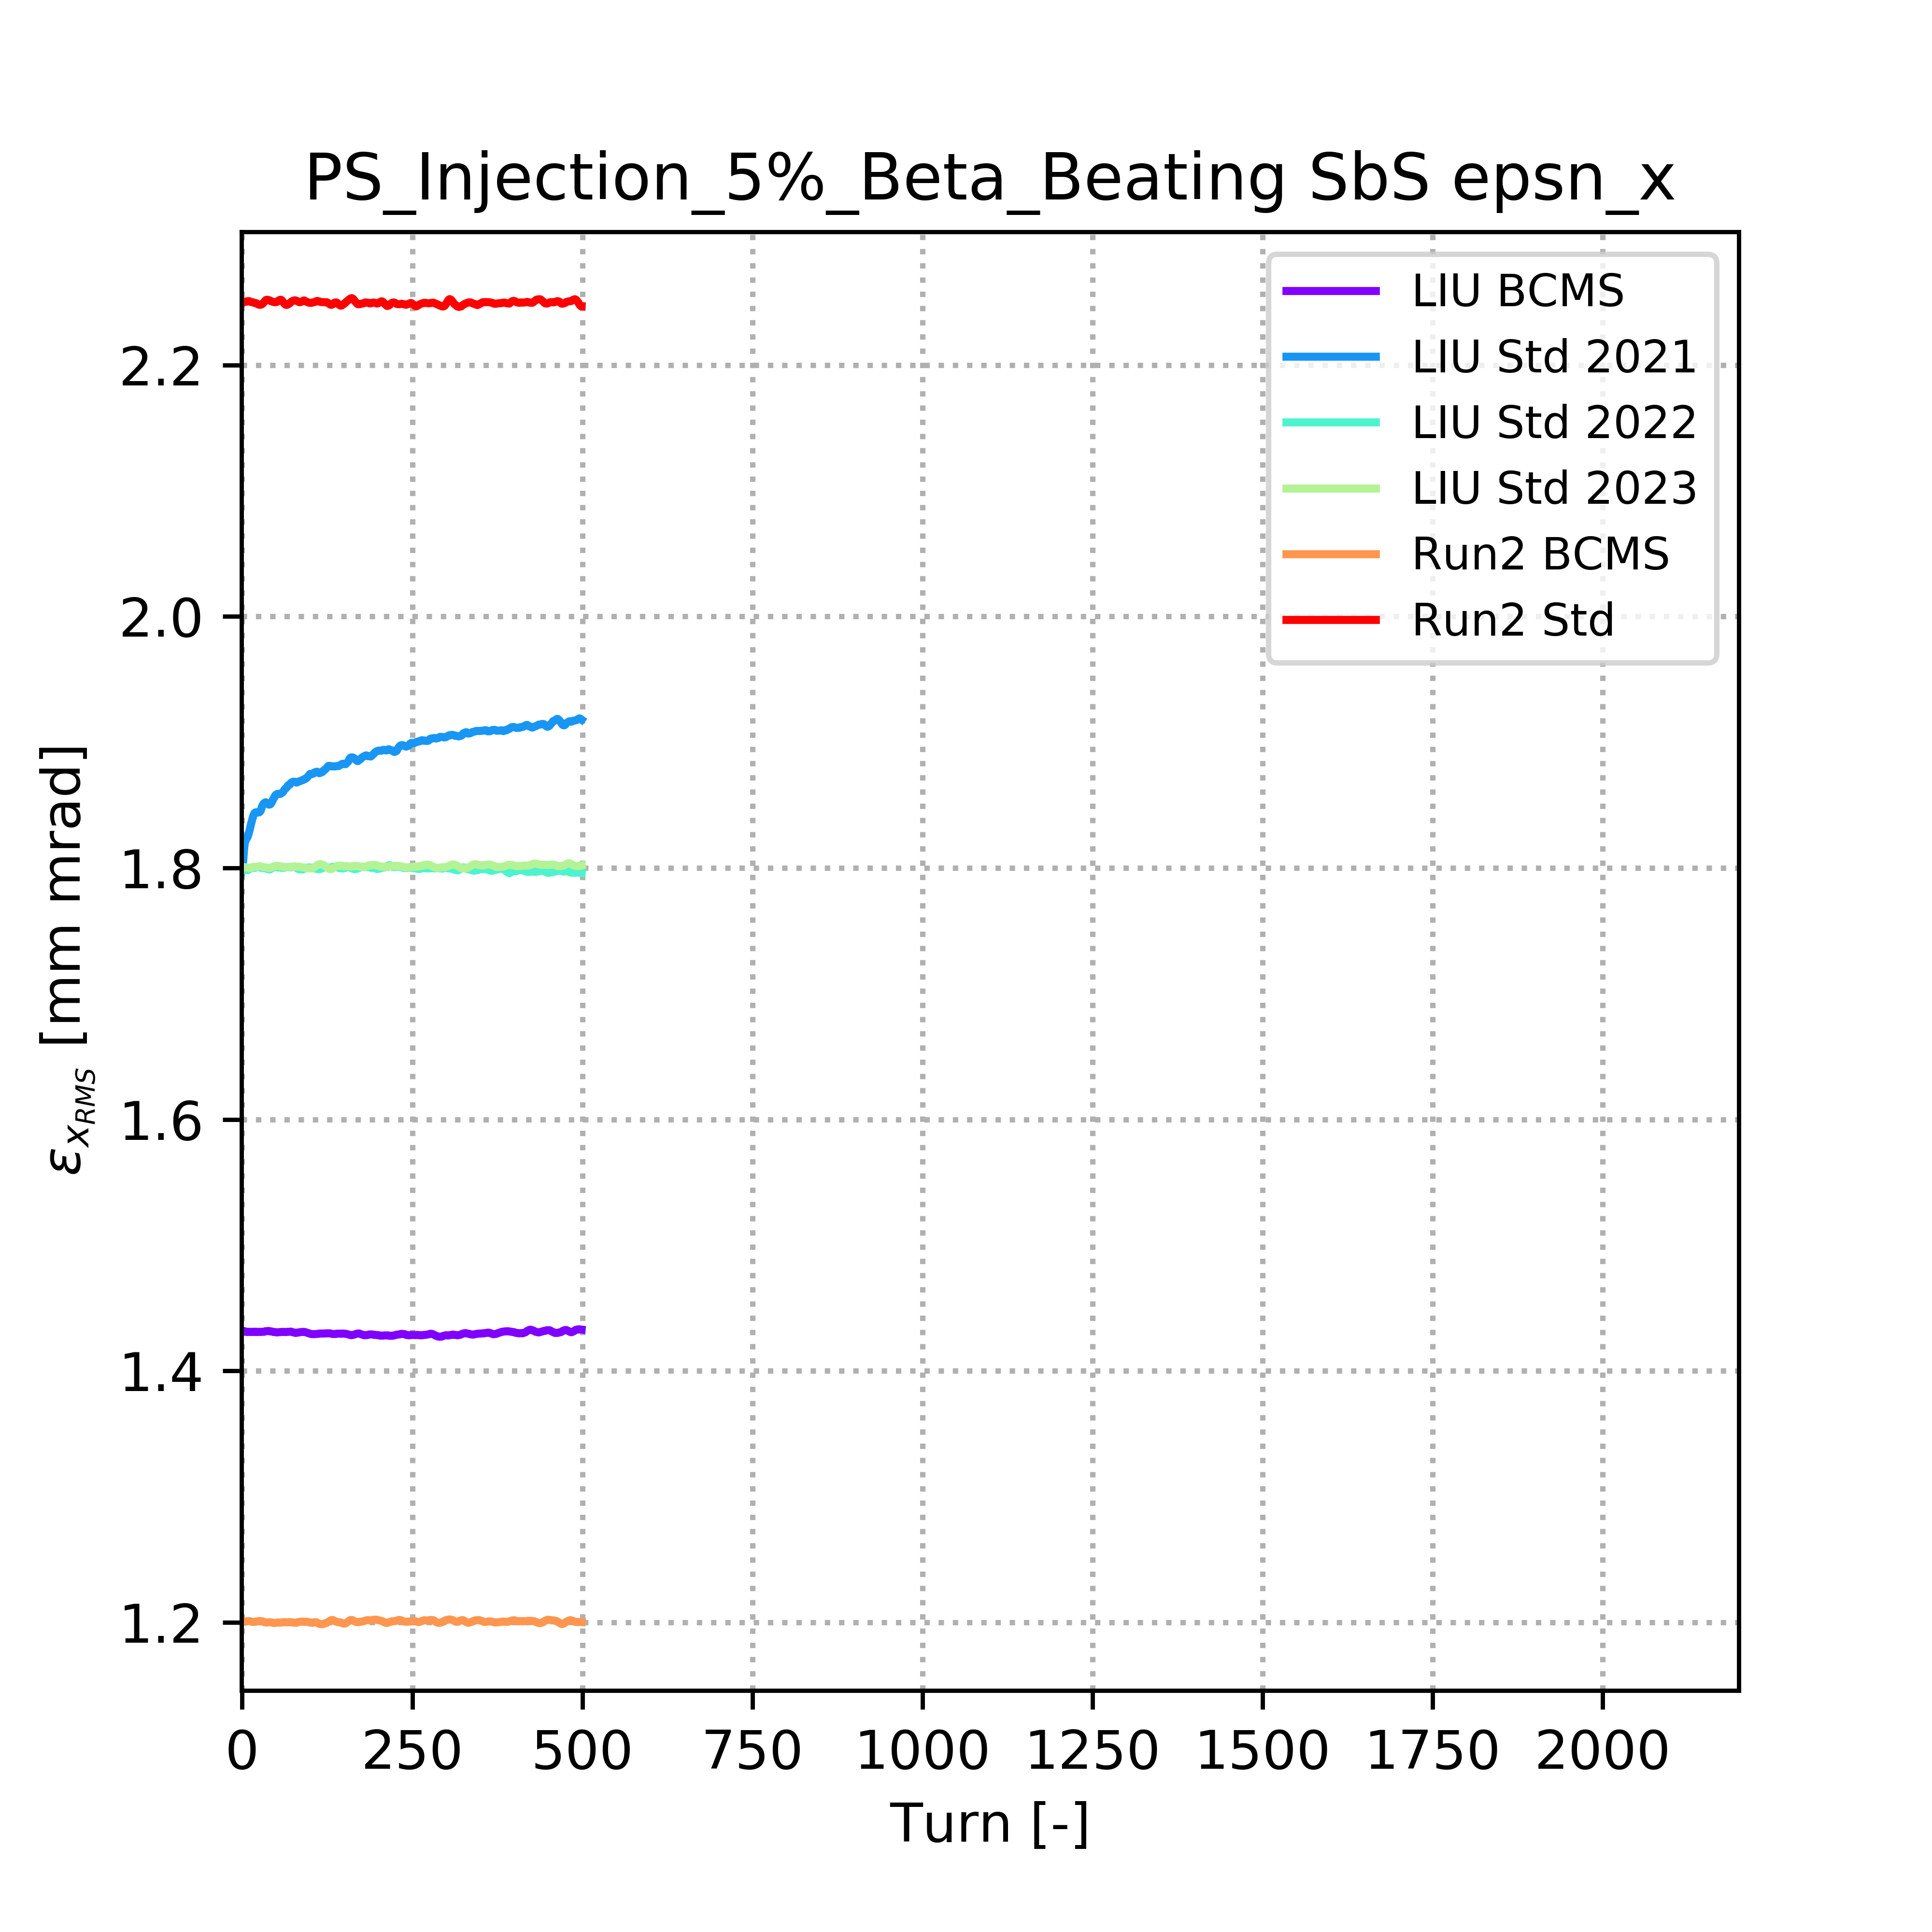 PS_Injection_5%_Beta_Beating SbS epsn_x
LIU BCMS
LIU Std 2021
LIU Std 2022
LIU Std 2023
Run2 BCMS
Run2 Std
ε_{x_{RMS}} [mm mrad]
2.2
2.0
1.8
1.6
1.4
1.2
0 250 500 750 1000 1250 1500 1750 2000
Turn [-]